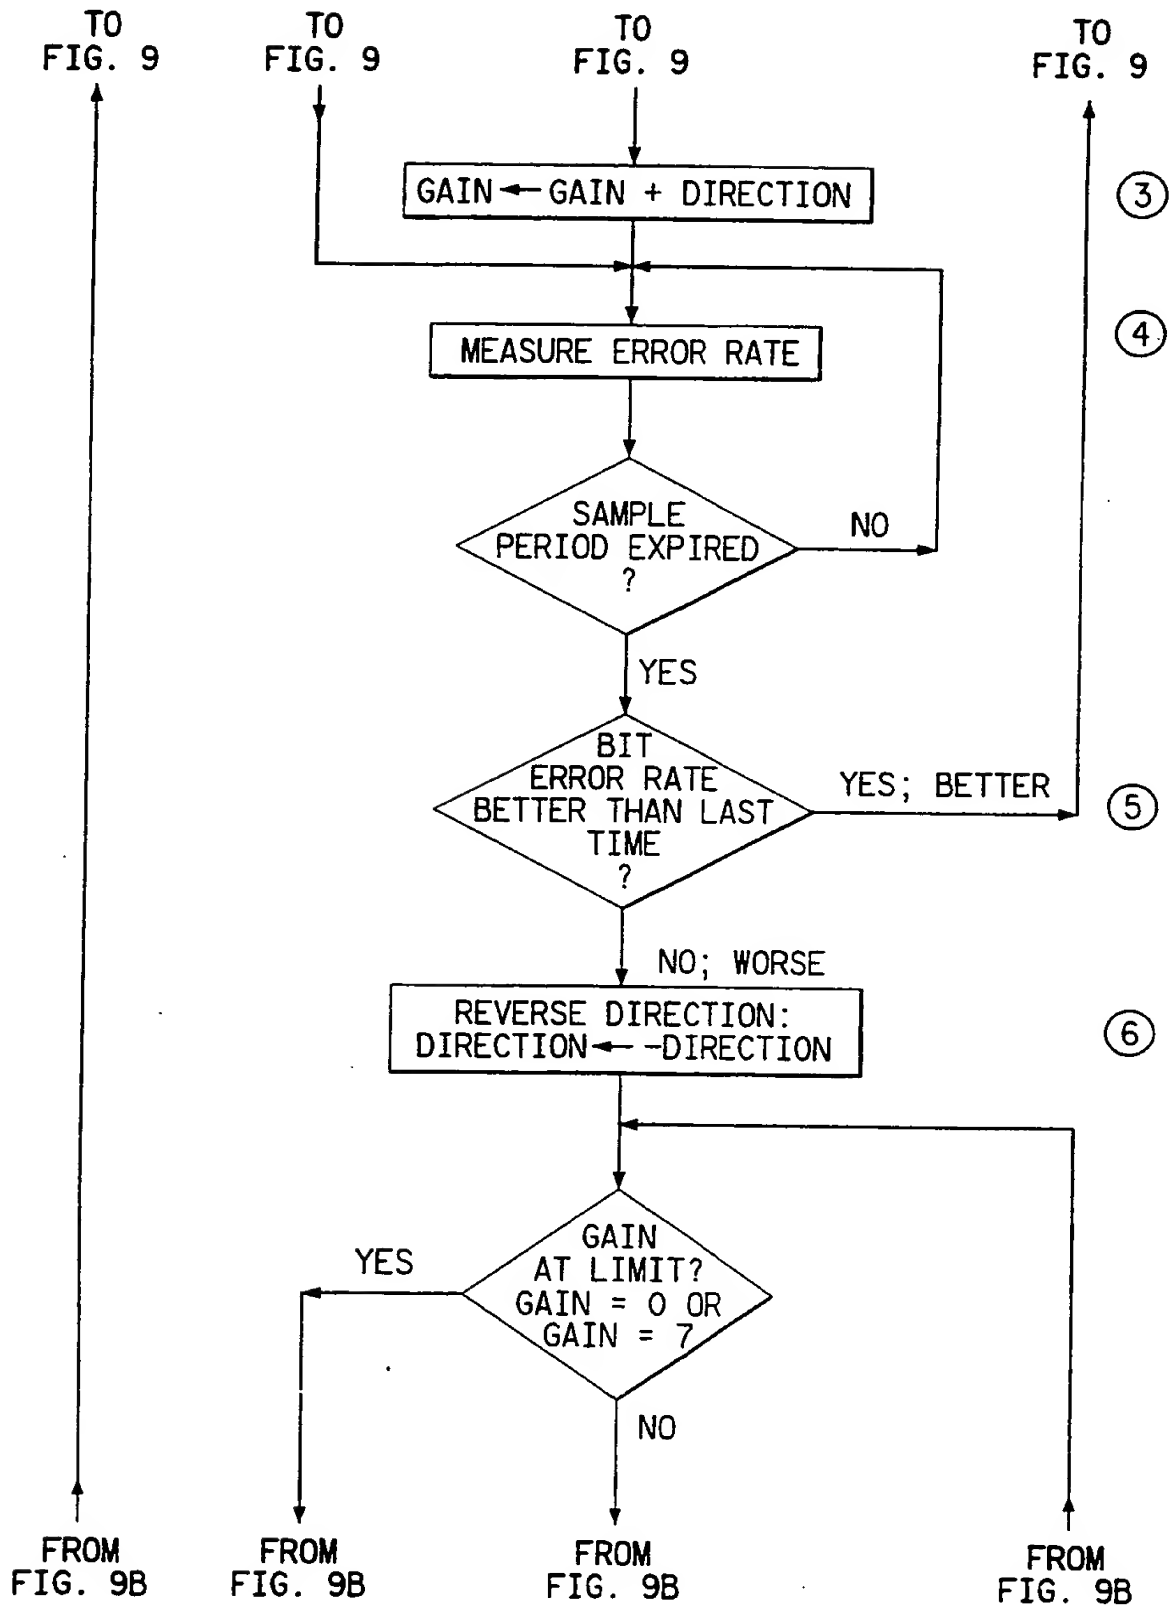 TO
FIG. 9
TO
FIG. 9
TO
FIG. 9
TO
FIG. 9
GAIN ← GAIN + DIRECTION
3
MEASURE ERROR RATE
4
SAMPLE
PERIOD EXPIRED
?
NO
YES
BIT
ERROR RATE
BETTER THAN LAST
TIME
?
YES; BETTER
5
NO; WORSE
REVERSE DIRECTION:
DIRECTION ← -DIRECTION
6
GAIN
AT LIMIT?
GAIN = 0 OR
GAIN = 7
YES
NO
FROM
FIG. 9B
FROM
FIG. 9B
FROM
FIG. 9B
FROM
FIG. 9B